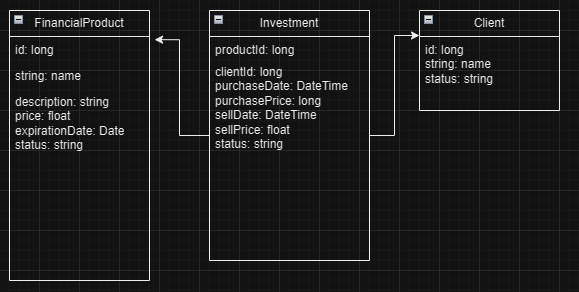 FinancialProduct
id: long
string: name
description: string
price: float
expirationDate: Date
status: string
Investment
productId: long
clientId: long
purchaseDate: DateTime
purchasePrice: long
sellDate: DateTime
sellPrice: float
status: string
Client
id: long
string: name
status: string